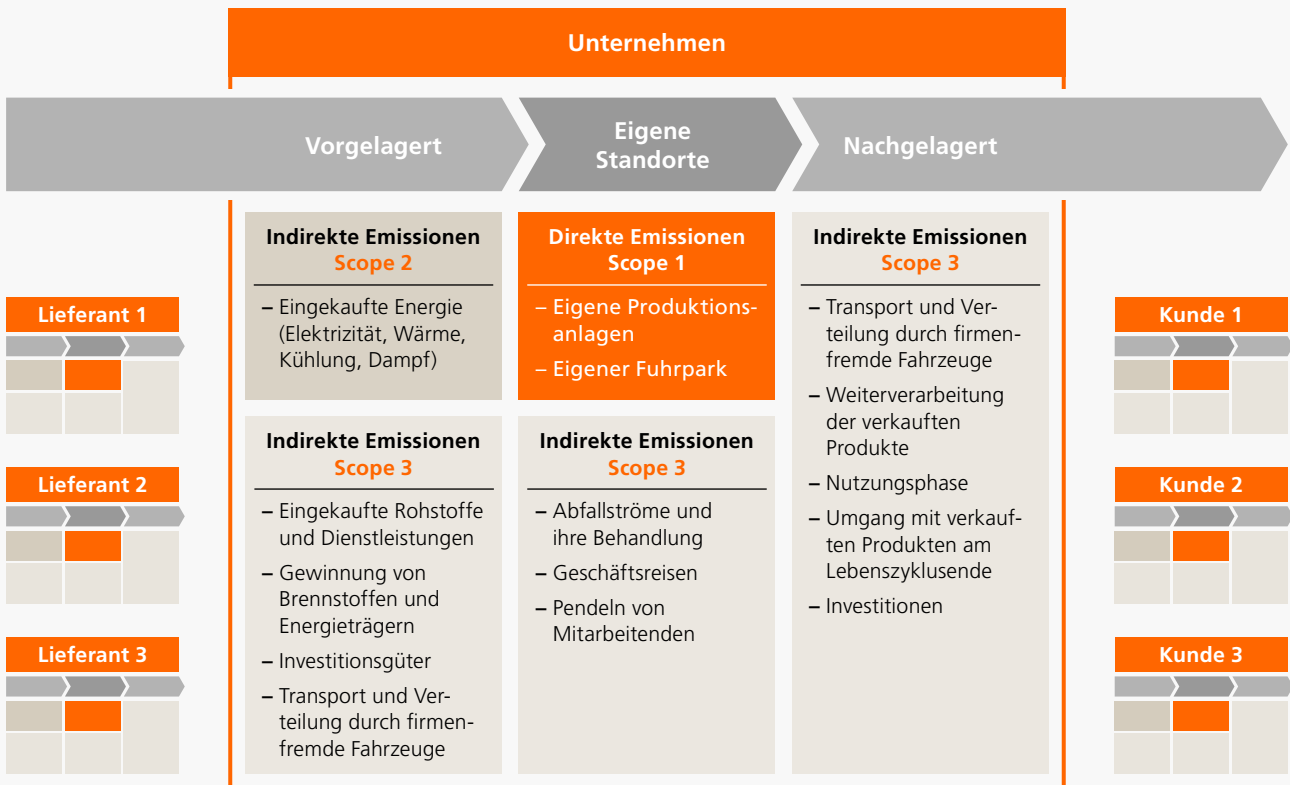 Unternehmen
Vorgelagert
Eigene
Standorte
Nachgelagert
Lieferant 1
Lieferant 2
Lieferant 3
Indirekte Emissionen
Scope 2
– Eingekaufte Energie
(Elektrizität, Wärme,
Kühlung, Dampf)
Indirekte Emissionen
Scope 3
– Eingekaufte Rohstoffe
und Dienstleistungen
– Gewinnung von
Brennstoffen und
Energieträgern
– Investitionsgüter
– Transport und Ver-
teilung durch firmen-
fremde Fahrzeuge
Direkte Emissionen
Scope 1
– Eigene Produktions-
anlagen
– Eigener Fuhrpark
Indirekte Emissionen
Scope 3
– Abfallströme und
ihre Behandlung
– Geschäftsreisen
– Pendeln von
Mitarbeitenden
Indirekte Emissionen
Scope 3
– Transport und Ver-
teilung durch firmen-
fremde Fahrzeuge
– Weiterverarbeitung
der verkauften
Produkte
– Nutzungsphase
– Umgang mit verkauf-
ten Produkten am
Lebenszyklusende
– Investitionen
Kunde 1
Kunde 2
Kunde 3